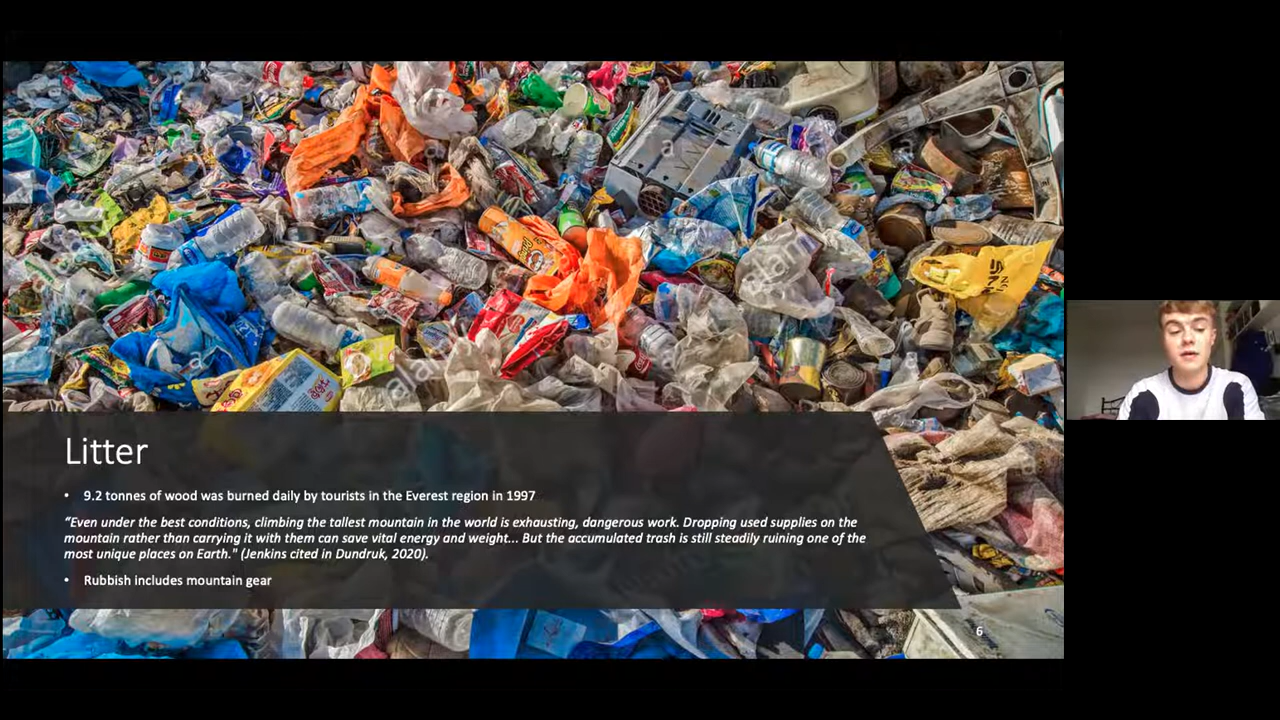 Litter
• 9.2 tonnes of wood was burned daily by tourists in the Everest region in 1997
“Even under the best conditions, climbing the tallest mountain in the world is exhausting, dangerous work. Dropping used supplies on the
mountain rather than carrying it with them can save vital energy and weight... But the accumulated trash is still steadily ruining one of the
most unique places on Earth." (Jenkins cited in Dundruk, 2020).
• Rubbish includes mountain gear
6